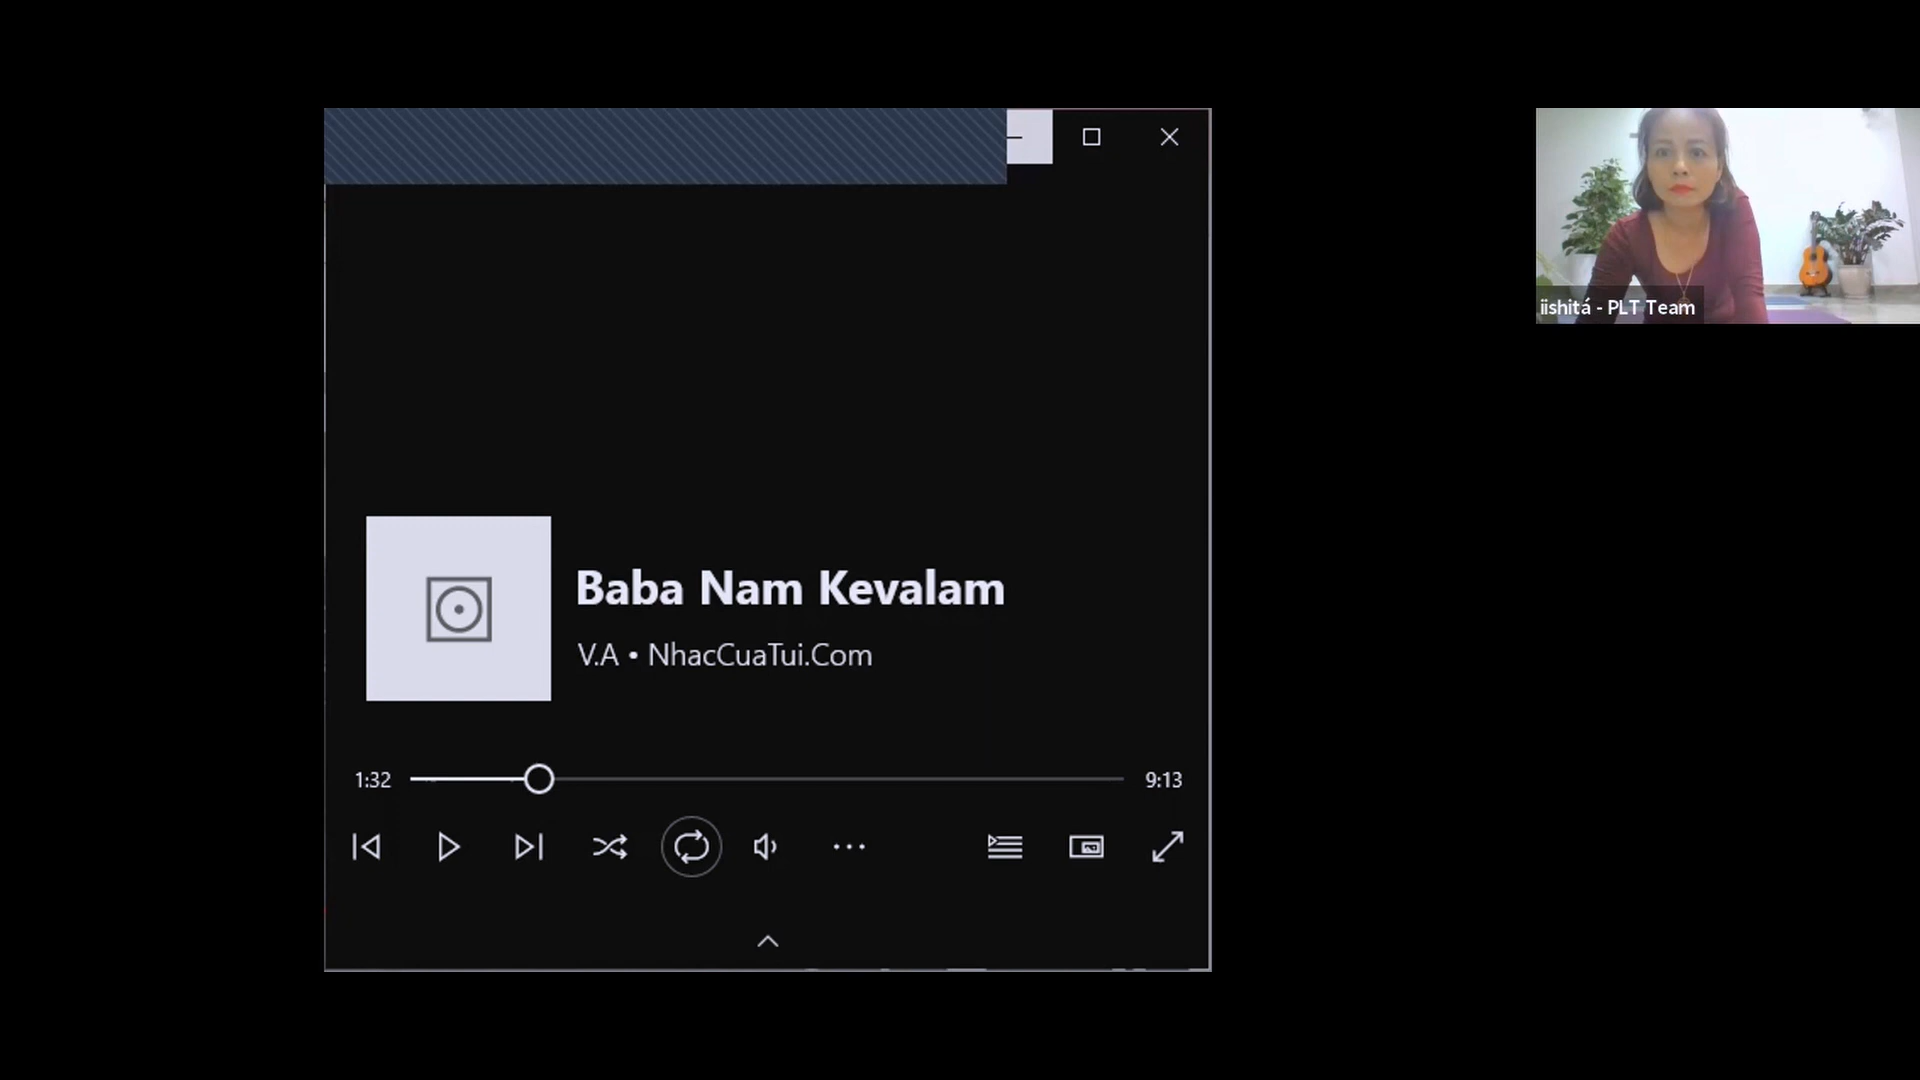 iishitá - PLT Team
Baba Nam Kevalam
V.A • NhacCuaTui.Com
1:32
9:13